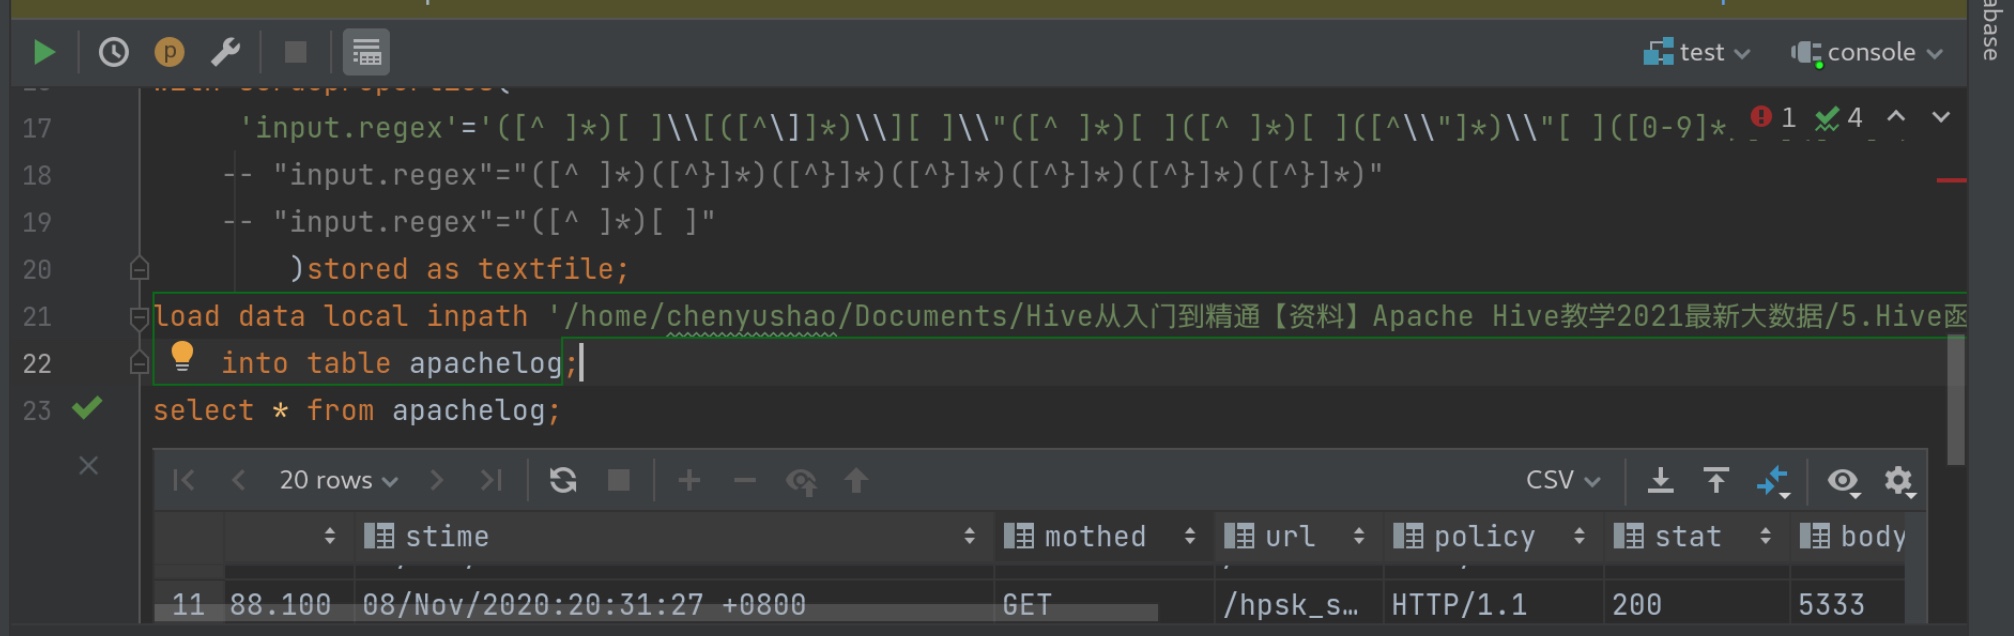 test console
17 'input.regex'='([^ ]*)[ ]\\[([^\]]*)\\][ ]\\"([^ ]*)[ ]([^ ]*)[ ]([^\\"]*)\\"[ ]([0-9]*
1 4
18 -- "input.regex"="([^ ]*)([^}]*)([^}]*)([^}]*)([^}]*)([^}]*)([^}]*)"
19 -- "input.regex"="([^ ]*)[ ]"
20 )stored as textfile;
21 load data local inpath '/home/chenyushao/Documents/Hive从入门到精通【资料】Apache Hive教学2021最新大数据/5.Hive函
22 into table apachelog;
23 select * from apachelog;
20 rows CSV
stime mothed url policy stat body
11 88.100 08/Nov/2020:20:31:27 +0800 GET /hpsk_s… HTTP/1.1 200 5333